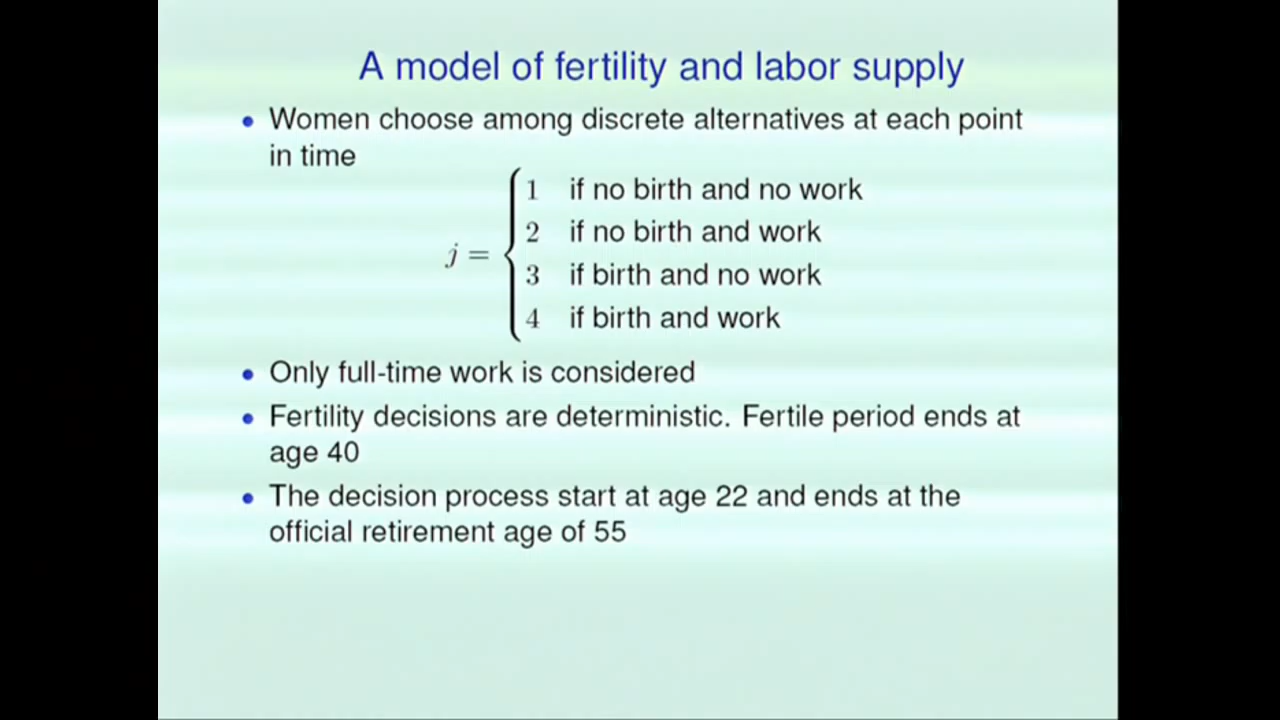 A model of fertility and labor supply
• Women choose among discrete alternatives at each point
in time
j = { 1 if no birth and no work
2 if no birth and work
3 if birth and no work
4 if birth and work
• Only full-time work is considered
• Fertility decisions are deterministic. Fertile period ends at
age 40
• The decision process start at age 22 and ends at the
official retirement age of 55